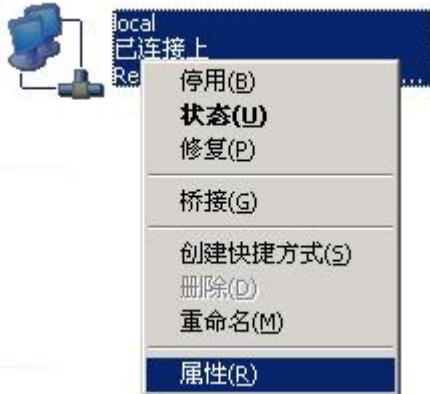 local
已连接上
Re
...
停用(B)
状态(U)
修复(P)
桥接(G)
创建快捷方式(S)
删除(D)
重命名(M)
属性(R)